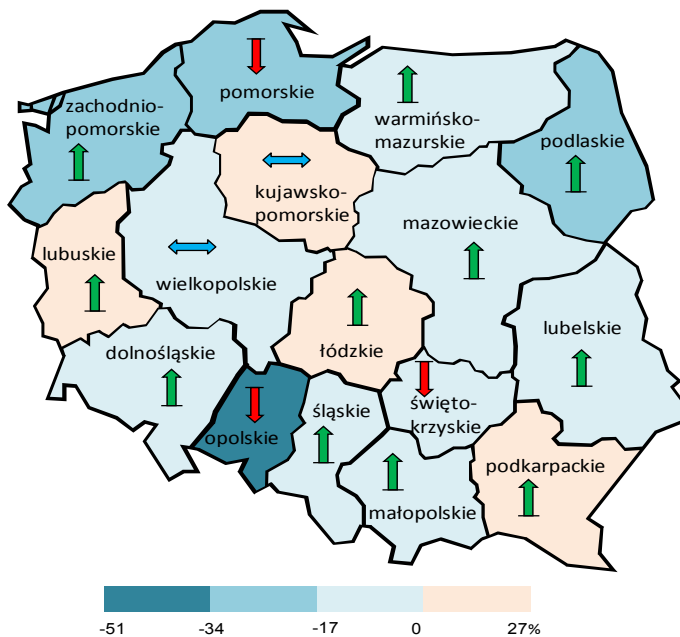 pomorskie
zachodnio-
pomorskie
warmińsko-
mazurskie
podlaskie
kujawsko-
pomorskie
mazowieckie
lubuskie
wielkopolskie
łódzkie
lubelskie
dolnośląskie
opolskie
śląskie
święto-
krzyskie
podkarpackie
małopolskie
-51 -34 -17 0 27%